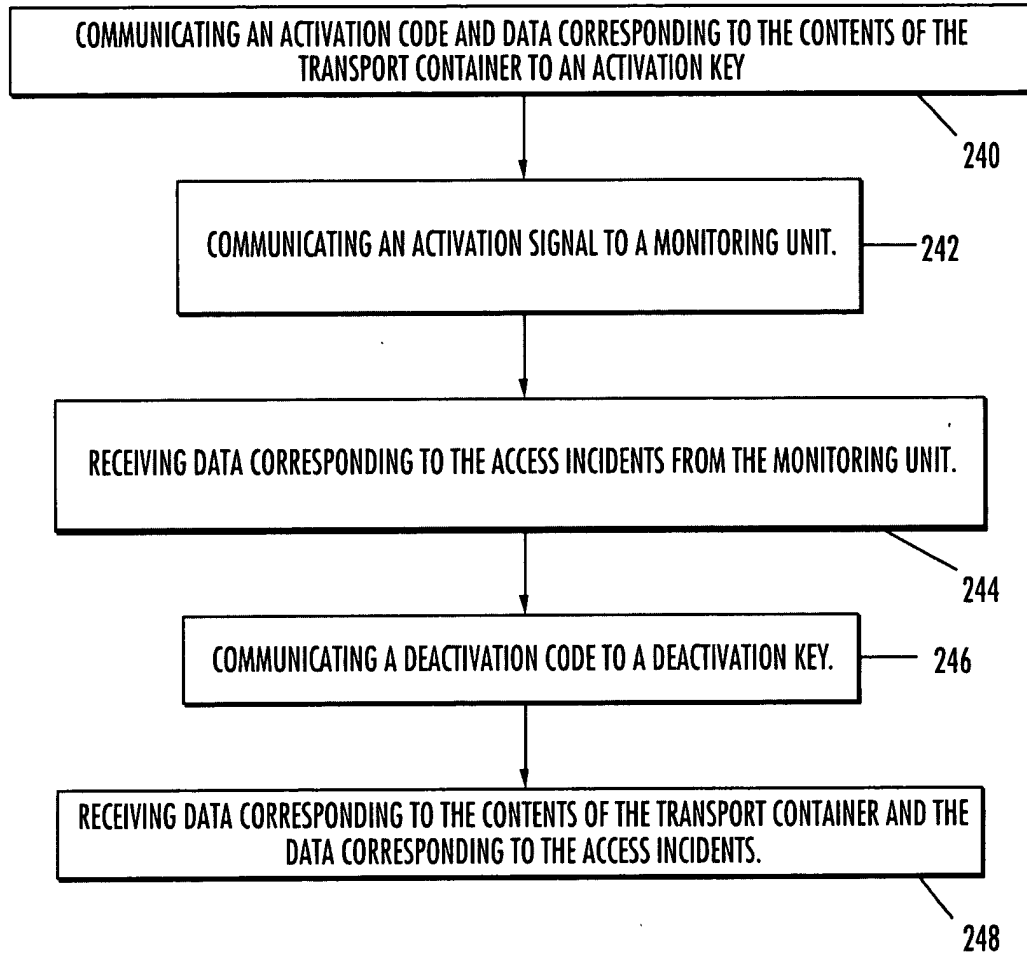 COMMUNICATING AN ACTIVATION CODE AND DATA CORRESPONDING TO THE CONTENTS OF THE
TRANSPORT CONTAINER TO AN ACTIVATION KEY
240
COMMUNICATING AN ACTIVATION SIGNAL TO A MONITORING UNIT.
242
RECEIVING DATA CORRESPONDING TO THE ACCESS INCIDENTS FROM THE MONITORING UNIT.
244
COMMUNICATING A DEACTIVATION CODE TO A DEACTIVATION KEY.
246
RECEIVING DATA CORRESPONDING TO THE CONTENTS OF THE TRANSPORT CONTAINER AND THE
DATA CORRESPONDING TO THE ACCESS INCIDENTS.
248